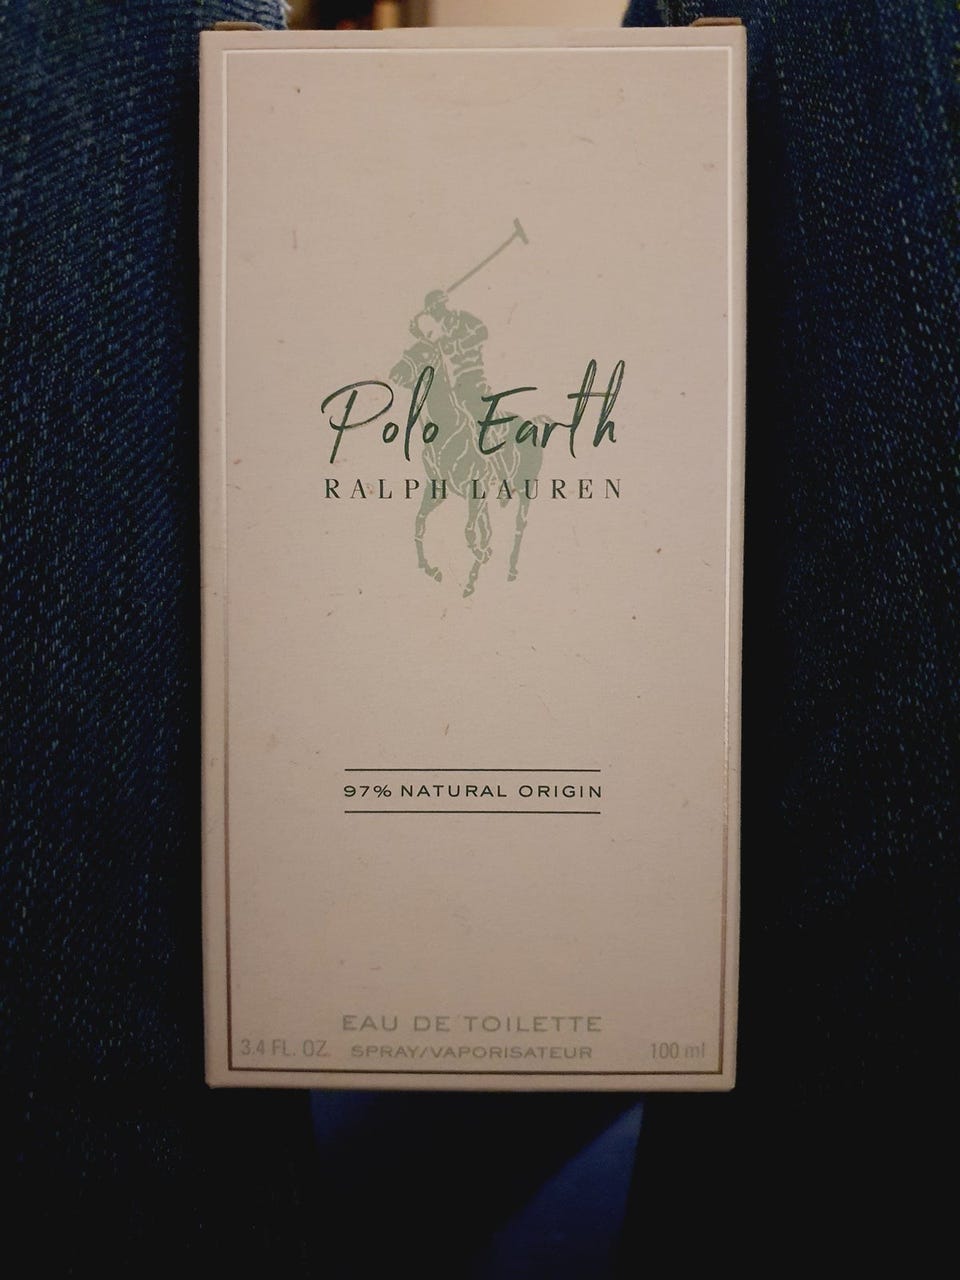 Polo Earth
RALPH LAUREN
97% NATURAL ORIGIN
EAU DE TOILETTE
3.4 FL. OZ. SPRAY/VAPORISATEUR 100 ml